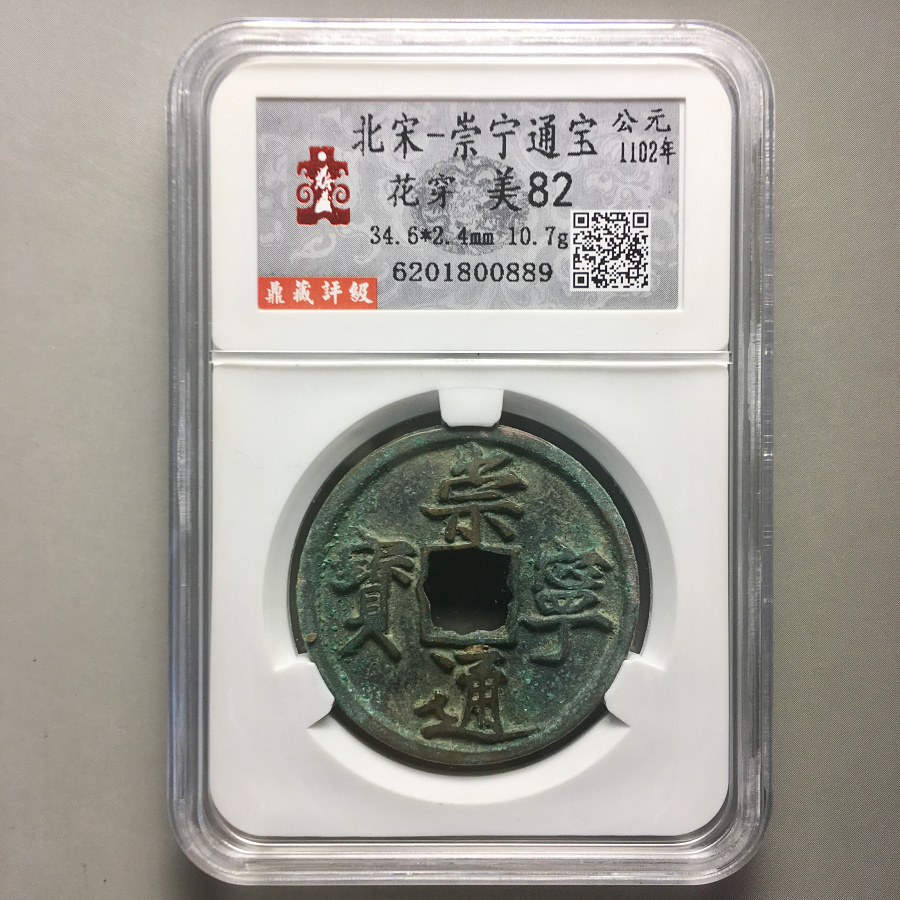 北宋-崇宁通宝
公元
1102年
花穿 美82
34.6*2.4mm 10.7g
6201800889
鼎藏評級
崇
寧
通
寶